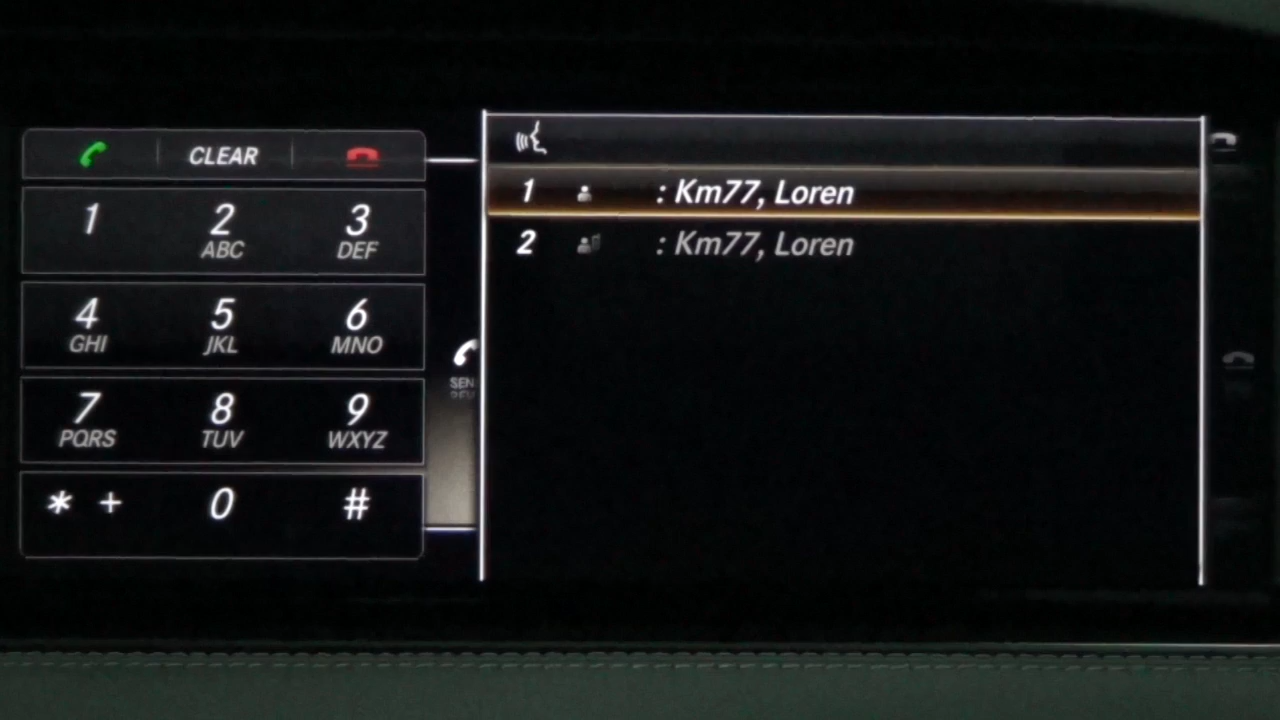 CLEAR
1
2 3
ABC DEF
4 5 6
GHI JKL MNO
7 8 9
PQRS TUV WXYZ
* + 0 #
SEN
1 : Km77, Loren
2 : Km77, Loren